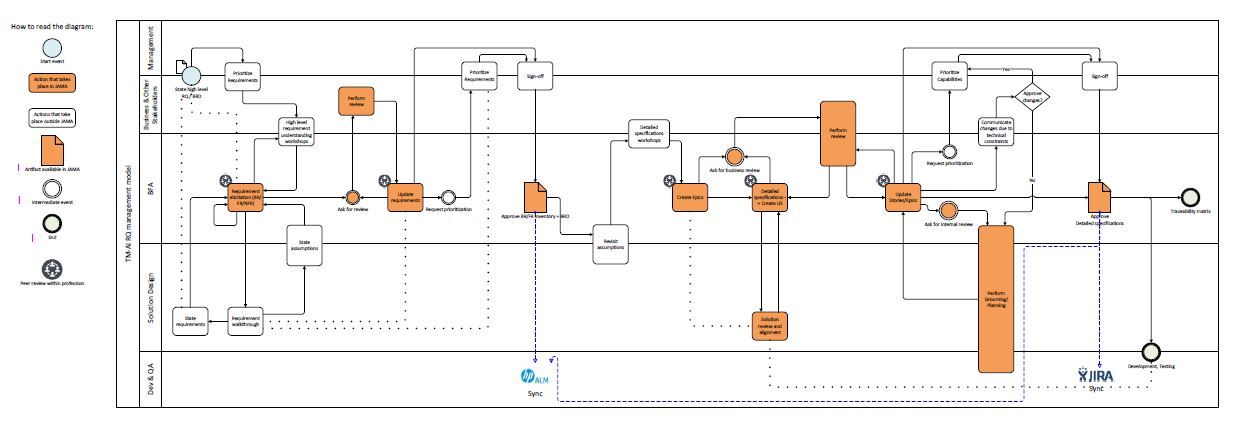 How to read the diagram:
Start event
Action that takes
place in JAMA
Actions that take
place outside JAMA
Artifact available in JAMA
Intermediate event
End
Peer review within profession
TM-AI RQ management model
Management
Business & Other
Stakeholders
BFA
Solution Design
Dev & QA
State high level
RQ / BRD
Prioritize
Requirements
High level
requirement
understanding
workshops
Requirement
elicitation (BR/
FR/NFR)
State
assumptions
State
requirements
Requirement
walkthrough
Perform
review
Ask for review
Update
requirements
Request prioritization
Prioritize
Requirements
Sign-off
Approve BR/FR inventory + BRD
ALM
Sync
Revisit
assumptions
Detailed
specifications
workshops
Create Epics
Ask for business review
Detailed
specifications
> Create US
Solution
review and
alignment
Perform
review
Update
Stories/Epics
Ask for internal review
Request prioritization
Prioritize
Capabilities
Communicate
changes due to
technical
constraints
Approve
changes?
Yes
No
Perform
Grooming/
Planning
Sign-off
Approve
Detailed specifications
Traceability matrix
Development, Testing
JIRA
Sync